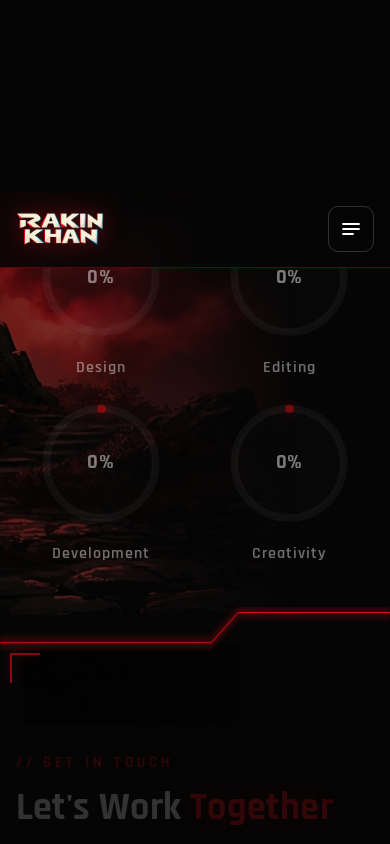 RAKIN
KHAN
0% 0%
Design Editing
0% 0%
Development Creativity
// GET IN TOUCH
Let's Work Together